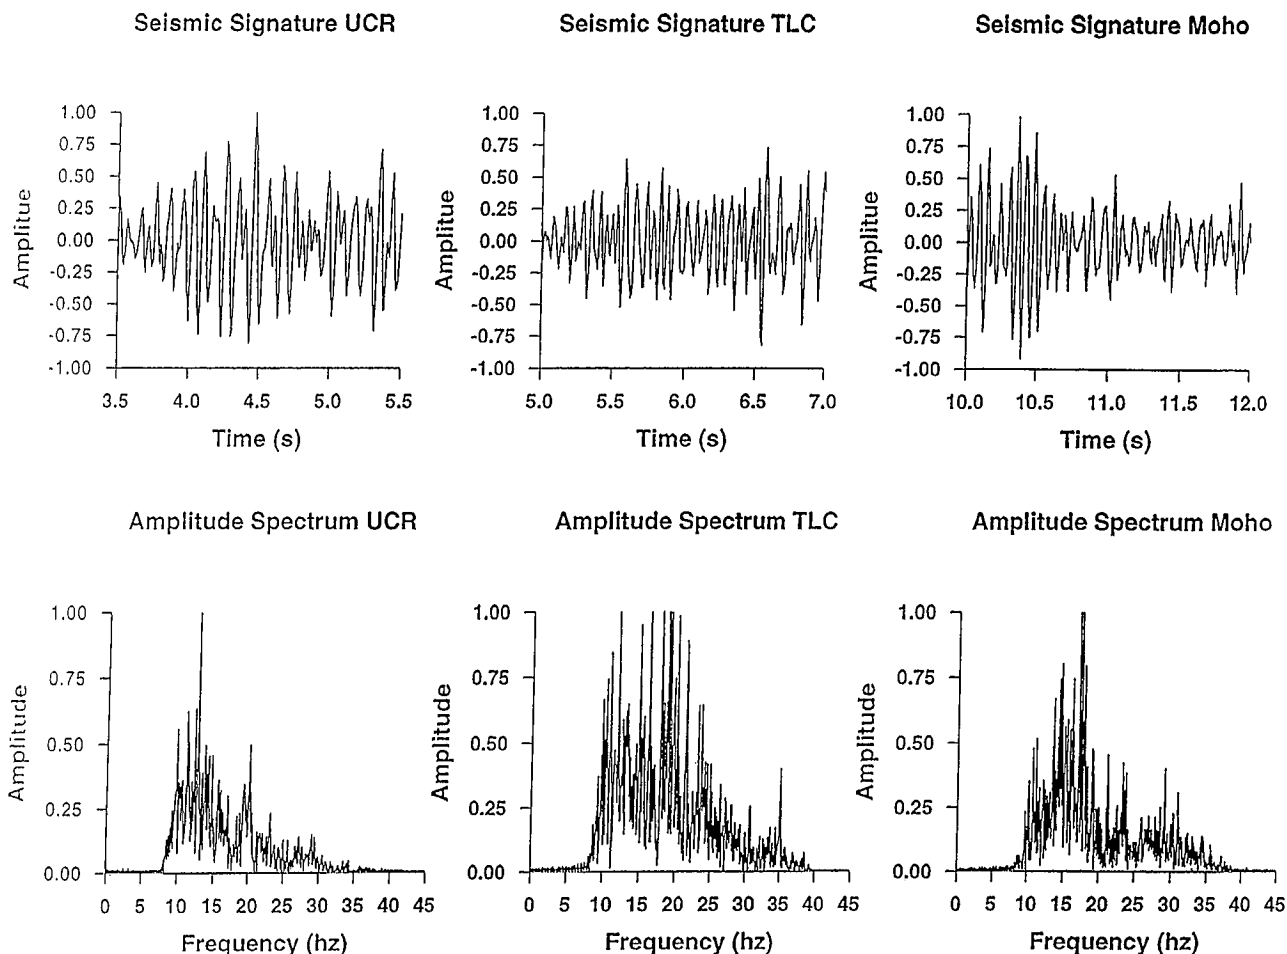 Seismic Signature UCR
Seismic Signature TLC
Seismic Signature Moho
1.00
0.75
0.50
0.25
0.00
-0.25
-0.50
-0.75
-1.00
Amplitue
3.5 4.0 4.5 5.0 5.5
Time (s)
1.00
0.75
0.50
0.25
0.00
-0.25
-0.50
-0.75
-1.00
Amplitue
5.0 5.5 6.0 6.5 7.0
Time (s)
1.00
0.75
0.50
0.25
0.00
-0.25
-0.50
-0.75
-1.00
Amplitue
10.0 10.5 11.0 11.5 12.0
Time (s)
Amplitude Spectrum UCR
Amplitude Spectrum TLC
Amplitude Spectrum Moho
1.00
0.75
0.50
0.25
0.00
Amplitude
0 5 10 15 20 25 30 35 40 45
Frequency (hz)
1.00
0.75
0.50
0.25
0.00
Amplitude
0 5 10 15 20 25 30 35 40 45
Frequency (hz)
1.00
0.75
0.50
0.25
0.00
Amplitude
0 5 10 15 20 25 30 35 40 45
Frequency (hz)